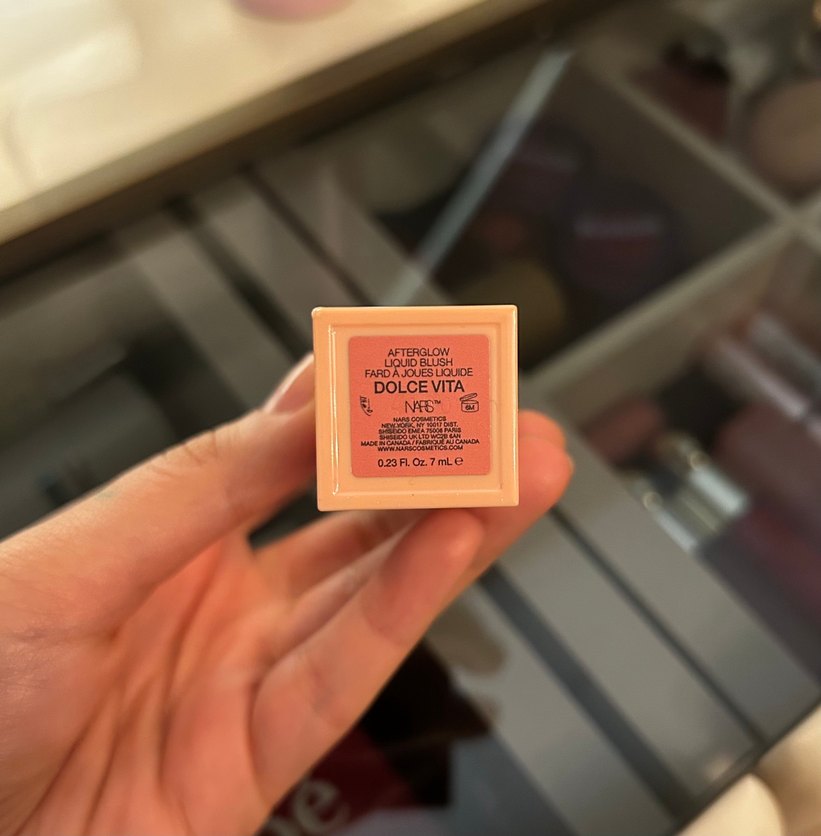 AFTERGLOW
LIQUID BLUSH
FARD À JOUES LIQUIDE
DOLCE VITA
NARS™
6M
NARS COSMETICS
NEW YORK, NY 10017 DIST.
SHISEIDO EMEA 75008 PARIS
SHISEIDO UK LTD WC2B 6AN
MADE IN CANADA / FABRIQUÉ AU CANADA
WWW.NARSCOSMETICS.COM
0.23 Fl. Oz. 7 mL ℮